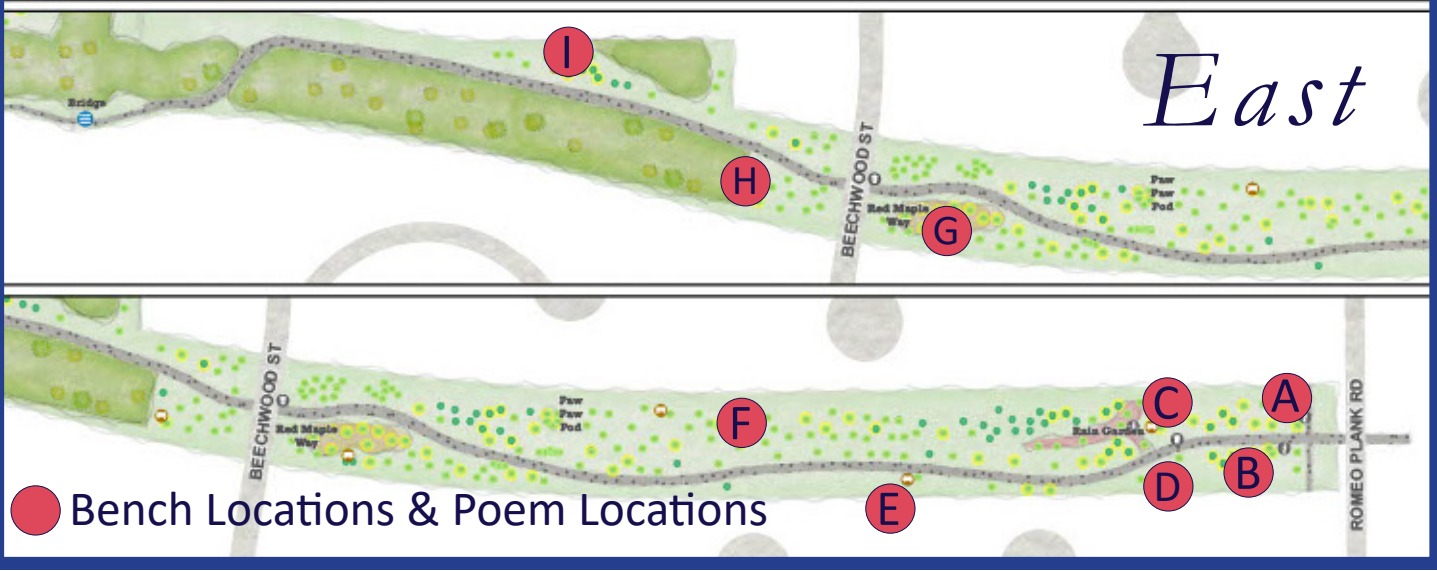 East
I
Bridge
H
BEECHWOOD ST
Red Maple
Way
G
Paw
Paw
Pod
BEECHWOOD ST
Red Maple
Way
Paw
Paw
Pod
F
C
A
Rain Garden
D
B
E
ROMEO PLANK RD
Bench Locations & Poem Locations